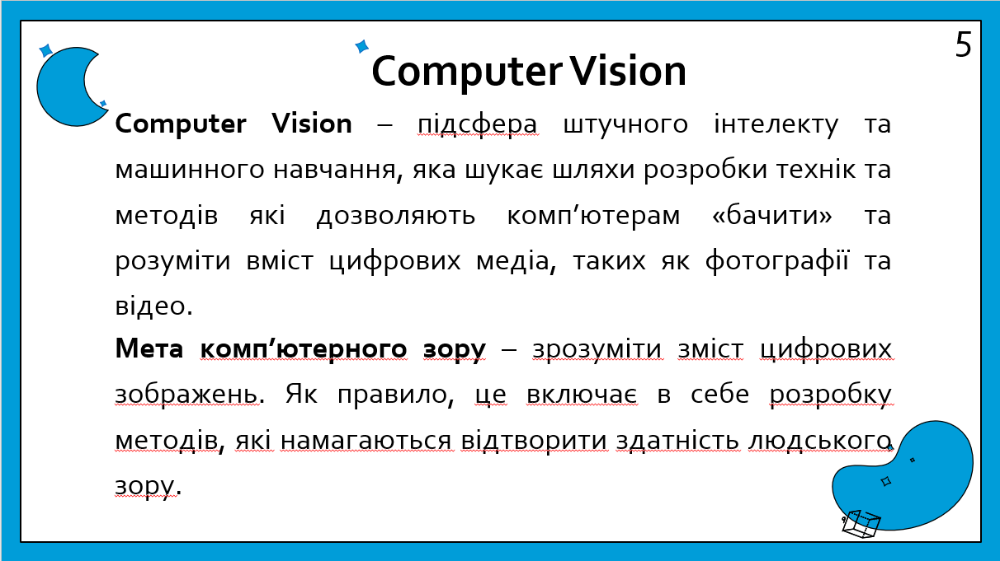 5
Computer Vision
Computer Vision – підсфера штучного інтелекту та
машинного навчання, яка шукає шляхи розробки технік та
методів які дозволяють комп’ютерам «бачити» та
розуміти вміст цифрових медіа, таких як фотографії та
відео.
Мета комп’ютерного зору – зрозуміти зміст цифрових
зображень. Як правило, це включає в себе розробку
методів, які намагаються відтворити здатність людського
зору.